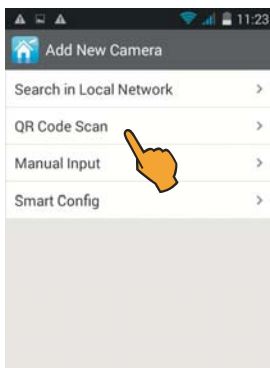 11:23
Add New Camera
Search in Local Network
QR Code Scan
Manual Input
Smart Config